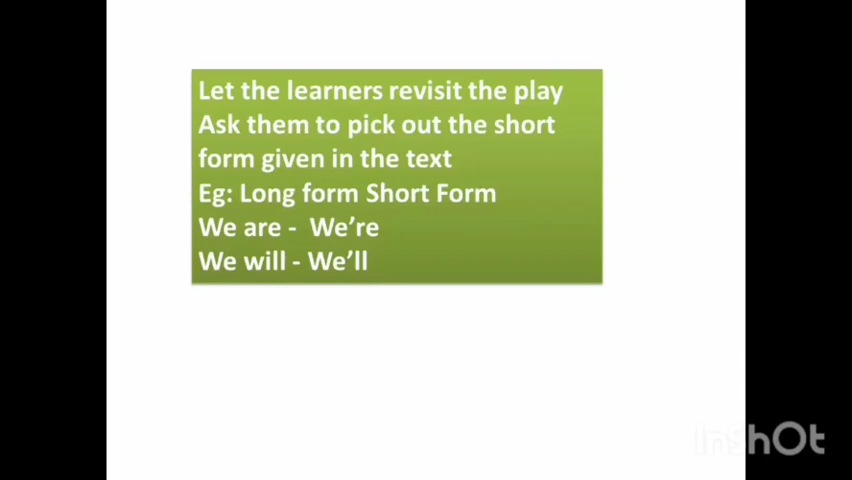 Let the learners revisit the play
Ask them to pick out the short
form given in the text
Eg: Long form Short Form
We are -  We’re
We will - We’ll
InShOt